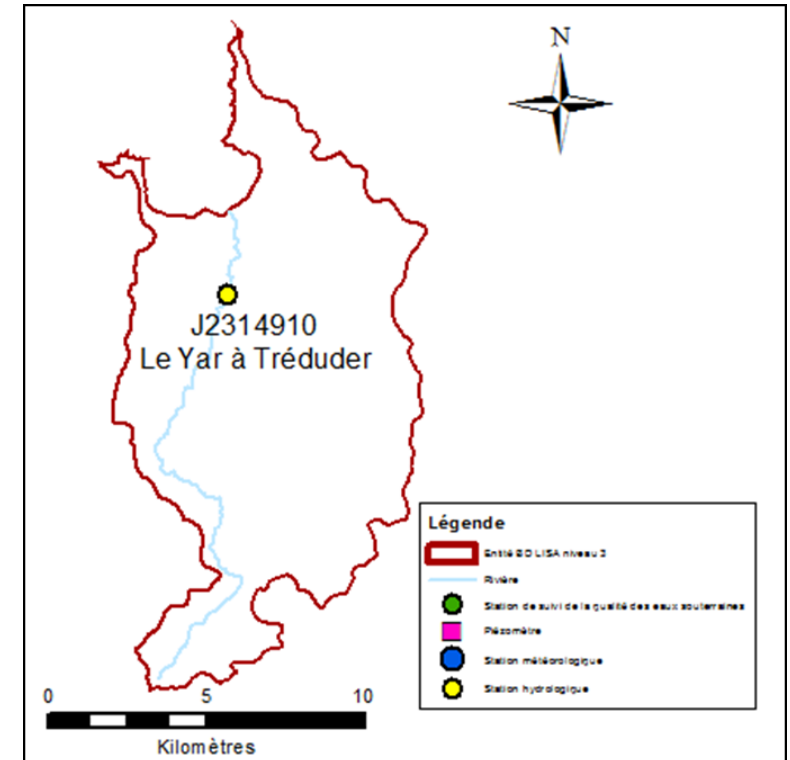 N
J2314910
Le Yar à Tréduder
Légende
Entité BD LISA niveau 3
Rivière
Station de suivi de la qualité des eaux souterraines
Piézomètre
Station météorologique
Station hydrologique
0 5 10
Kilomètres